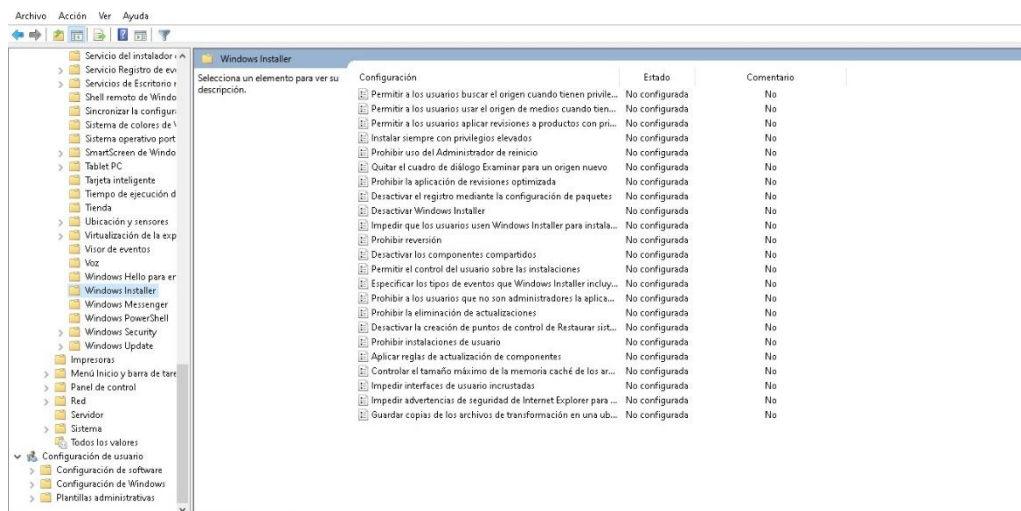 Archivo Acción Ver Ayuda
Servicio del instalador
Servicio Registro de eve
Servicios de Escritorio r
Shell remoto de Windo
Sincronizar la configur
Sistema de colores de
Sistema operativo port
SmartScreen de Windo
Tablet PC
Tarjeta inteligente
Tiempo de ejecución d
Tienda
Ubicación y sensores
Virtualización de la exp
Visor de eventos
Voz
Windows Hello para er
Windows Installer
Windows Messenger
Windows PowerShell
Windows Security
Windows Update
Impresoras
Menú Inicio y barra de tare
Panel de control
Red
Servidor
Sistema
Todos los valores
Configuración de usuario
Configuración de software
Configuración de Windows
Plantillas administrativas
Windows Installer
Selecciona un elemento para ver su
descripción.
Configuración Estado Comentario
Permitir a los usuarios buscar el origen cuando tienen privile... No configurada No
Permitir a los usuarios usar el origen de medios cuando tien... No configurada No
Permitir a los usuarios aplicar revisiones a productos con pri... No configurada No
Instalar siempre con privilegios elevados No configurada No
Prohibir uso del Administrador de reinicio No configurada No
Quitar el cuadro de diálogo Examinar para un origen nuevo No configurada No
Prohibir la aplicación de revisiones optimizada No configurada No
Desactivar el registro mediante la configuración de paquetes No configurada No
Desactivar Windows Installer No configurada No
Impedir que los usuarios usen Windows Installer para instala... No configurada No
Prohibir reversión No configurada No
Desactivar los componentes compartidos No configurada No
Permitir el control del usuario sobre las instalaciones No configurada No
Especificar los tipos de eventos que Windows Installer incluy... No configurada No
Prohibir a los usuarios que no son administradores la aplica... No configurada No
Prohibir la eliminación de actualizaciones No configurada No
Desactivar la creación de puntos de control de Restaurar sist... No configurada No
Prohibir instalaciones de usuario No configurada No
Aplicar reglas de actualización de componentes No configurada No
Controlar el tamaño máximo de la memoria caché de los ar... No configurada No
Impedir interfaces de usuario incrustadas No configurada No
Impedir advertencias de seguridad de Internet Explorer para ... No configurada No
Guardar copias de los archivos de transformación en una ub... No configurada No